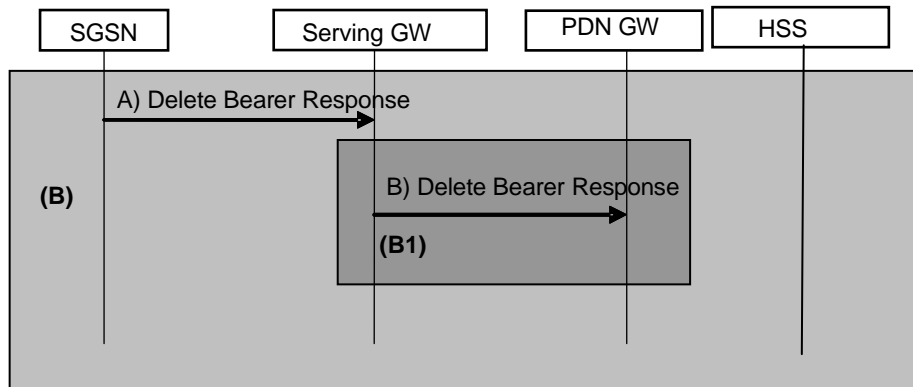 SGSN
Serving GW
PDN GW
HSS
A) Delete Bearer Response
(B)
B) Delete Bearer Response
(B1)